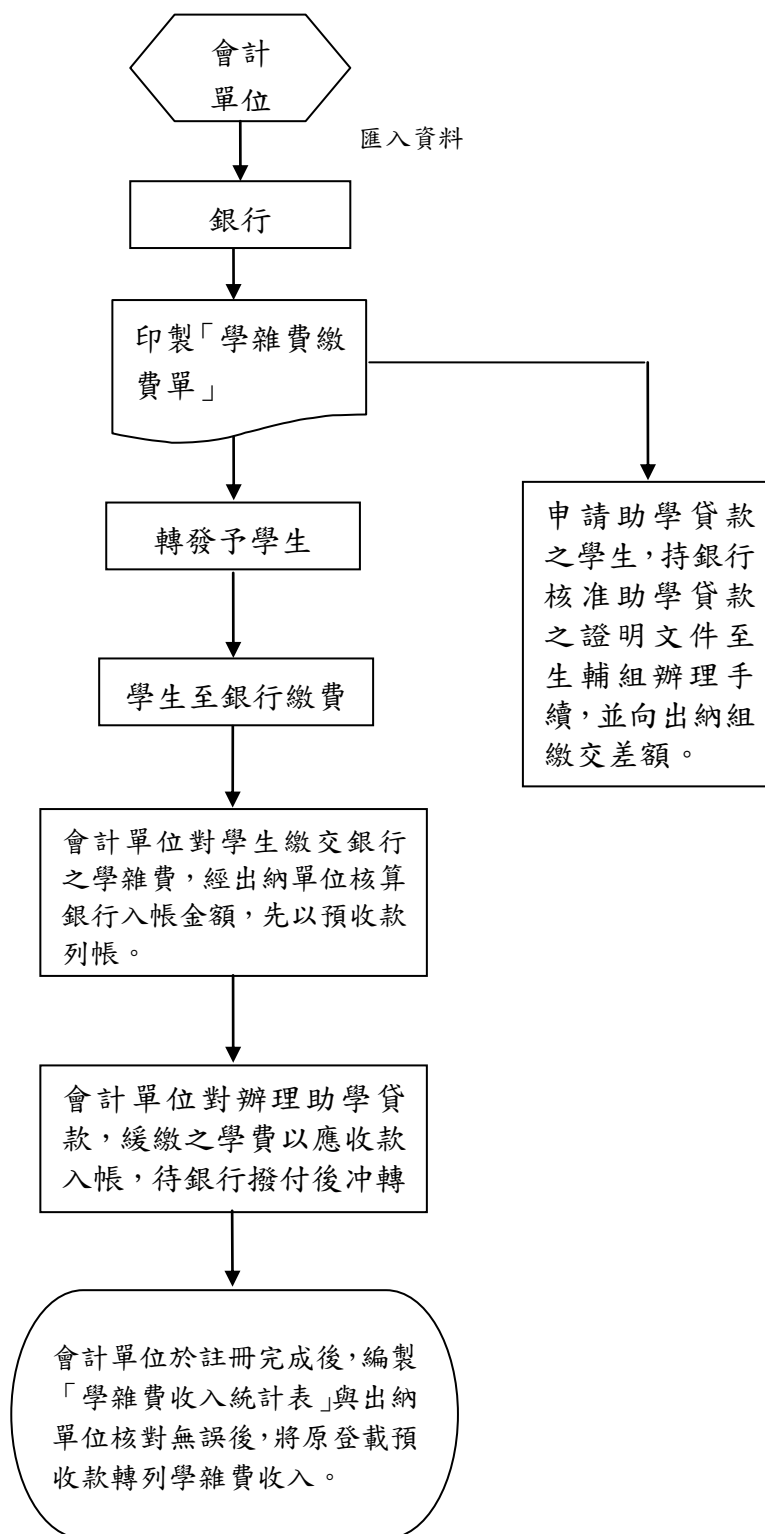 會計
單位
匯入資料
銀行
印製「學雜費繳
費單」
轉發予學生
申請助學貸款
之學生，持銀行
核准助學貸款
之證明文件至
生輔組辦理手
續，並向出納組
繳交差額。
學生至銀行繳費
會計單位對學生繳交銀行
之學雜費，經出納單位核算
銀行入帳金額，先以預收款
列帳。
會計單位對辦理助學貸
款，緩繳之學費以應收款
入帳，待銀行撥付後冲轉
會計單位於註冊完成後，編製
「學雜費收入統計表」與出納
單位核對無誤後，將原登載預
收款轉列學雜費收入。